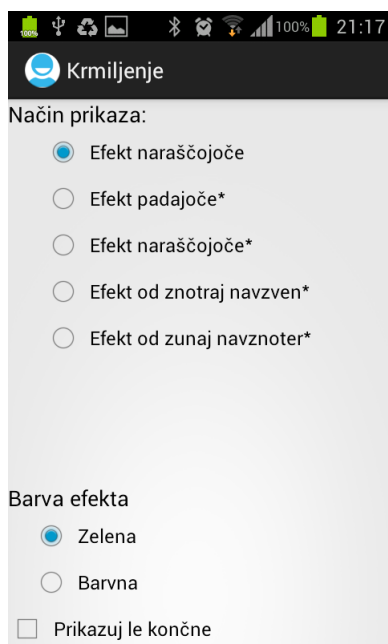 100%
100%
21:17
Krmiljenje
Način prikaza:
Efekt naraščojoče
Efekt padajoče*
Efekt naraščojoče*
Efekt od znotraj navzven*
Efekt od zunaj navznoter*
Barva efekta
Zelena
Barvna
Prikazuj le končne